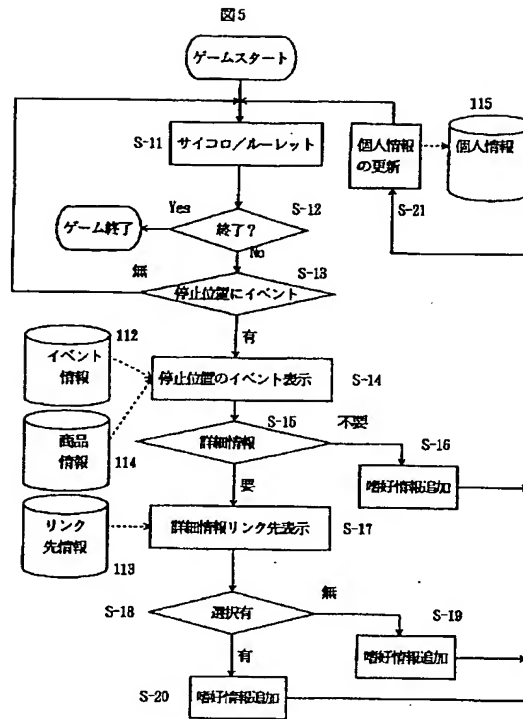 図5
ゲームスタート
115
S-11
サイコロ/ルーレット
個人情報
の更新
個人情報
S-21
Yes
S-12
ゲーム終了
終了?
No
S-13
無
停止位置にイベント
有
112
イベント
情報
停止位置のイベント表示
S-14
商品
情報
114
S-15
不要
詳細情報
S-16
嗜好情報追加
要
リンク
先情報
113
詳細情報リンク先表示
S-17
S-18
選択有
無
S-19
嗜好情報追加
有
S-20
嗜好情報追加